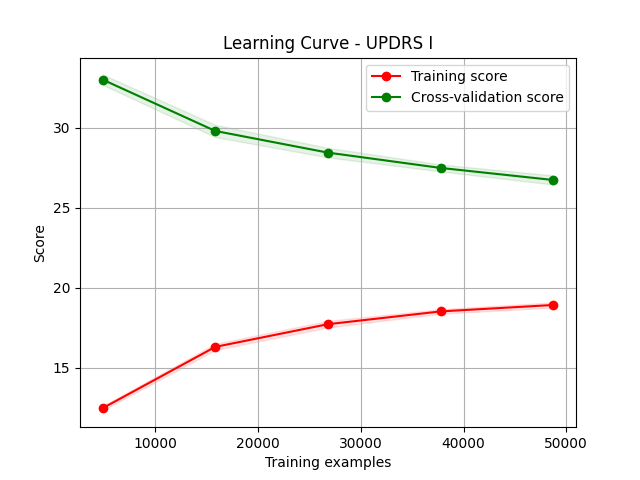 Learning Curve - UPDRS I
Training score
Cross-validation score
30
25
20
15
Score
10000 20000 30000 40000 50000
Training examples